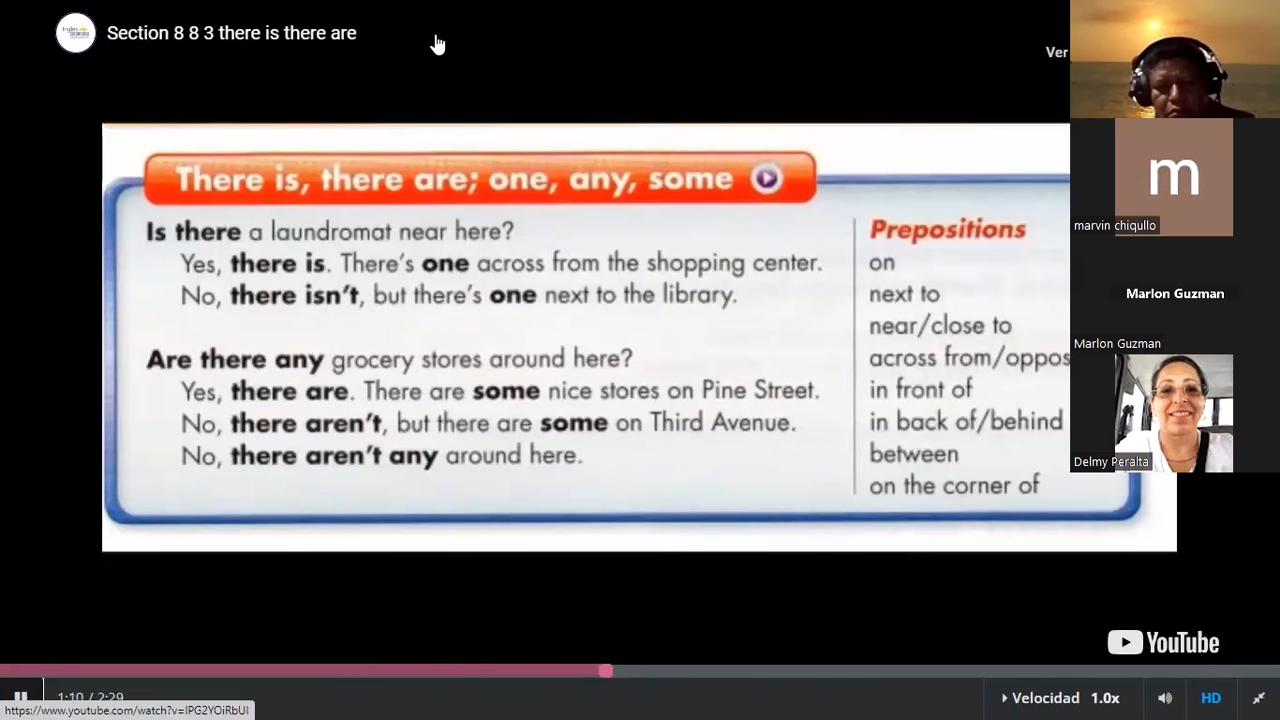 Section 8 8 3 there is there are
Ver
There is, there are; one, any, some
Is there a laundromat near here?
Yes, there is. There's one across from the shopping center.
No, there isn't, but there's one next to the library.
Are there any grocery stores around here?
Yes, there are. There are some nice stores on Pine Street.
No, there aren't, but there are some on Third Avenue.
No, there aren't any around here.
Prepositions
on
next to
near/close to
across from/oppos
in front of
in back of/behind
between
on the corner of
m
marvin chiqullo
Marlon Guzman
Marlon Guzman
Delmy Peralta
YouTube
1:10 / 2:29
Velocidad 1.0x
HD
https://www.youtube.com/watch?v=IPG2YOiRbUI